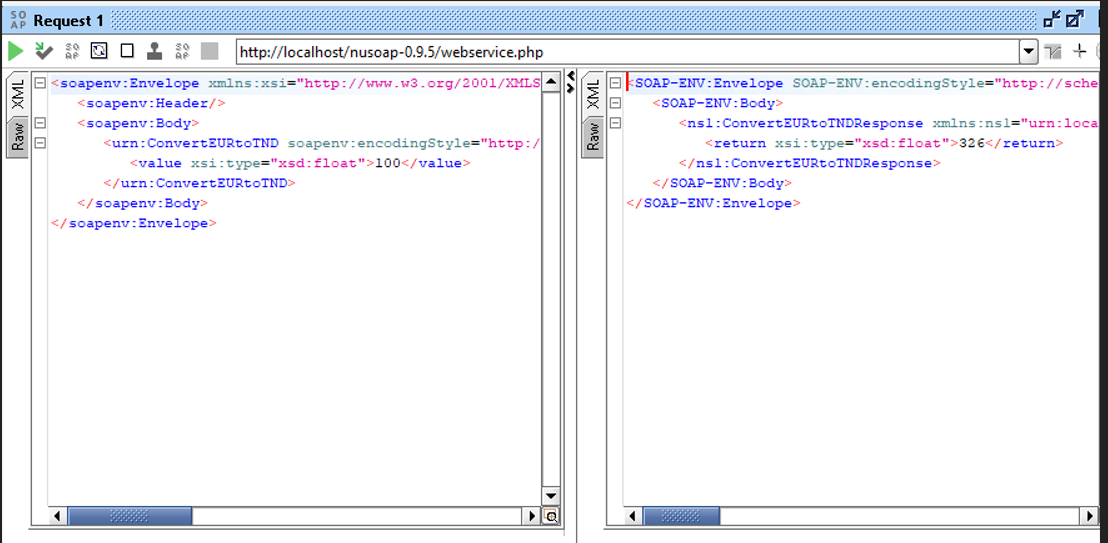 SO AP Request 1
SO AP SO AP http://localhost/nusoap-0.9.5/webservice.php
XML
Raw
<soapenv:Envelope xmlns:xsi="http://www.w3.org/2001/XMLS
<soapenv:Header/>
<soapenv:Body>
<urn:ConvertEURtoTND soapenv:encodingStyle="http:/
<value xsi:type="xsd:float">100</value>
</urn:ConvertEURtoTND>
</soapenv:Body>
</soapenv:Envelope>
XML
Raw
<SOAP-ENV:Envelope SOAP-ENV:encodingStyle="http://sche
<SOAP-ENV:Body>
<ns1:ConvertEURtoTNDResponse xmlns:ns1="urn:loca
<return xsi:type="xsd:float">326</return>
</ns1:ConvertEURtoTNDResponse>
</SOAP-ENV:Body>
</SOAP-ENV:Envelope>